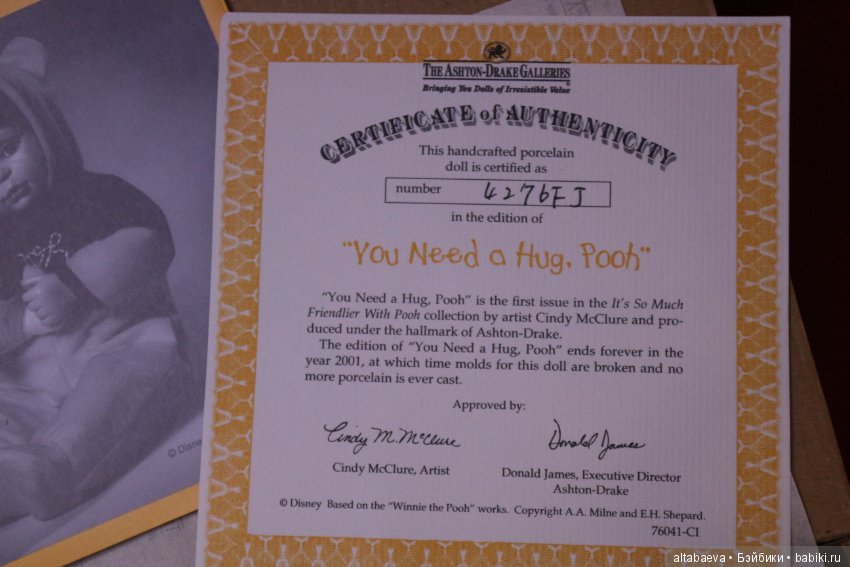 THE ASHTON-DRAKE GALLERIES
Bringing You Dolls of Irresistible Value
CERTIFICATE of AUTHENTICITY
This handcrafted porcelain
doll is certified as
number 4276FJ
in the edition of
"You Need a Hug, Pooh"
"You Need a Hug, Pooh" is the first issue in the It's So Much
Friendlier With Pooh collection by artist Cindy McClure and pro-
duced under the hallmark of Ashton-Drake.
The edition of "You Need a Hug, Pooh" ends forever in the
year 2001, at which time molds for this doll are broken and no
more porcelain is ever cast.
Approved by:
Cindy M. McClure
Donald James
Cindy McClure, Artist
Donald James, Executive Director
Ashton-Drake
© Disney Based on the "Winnie the Pooh" works. Copyright A.A. Milne and E.H. Shepard.
76041-CI
© Disney
altabaeva • Бэйбики • babiki.ru